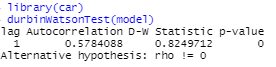 library(car)
durbinWatsonTest(model)
lag Autocorrelation D-W Statistic p-value
1 0.5784088 0.8249712 0
Alternative hypothesis: rho != 0